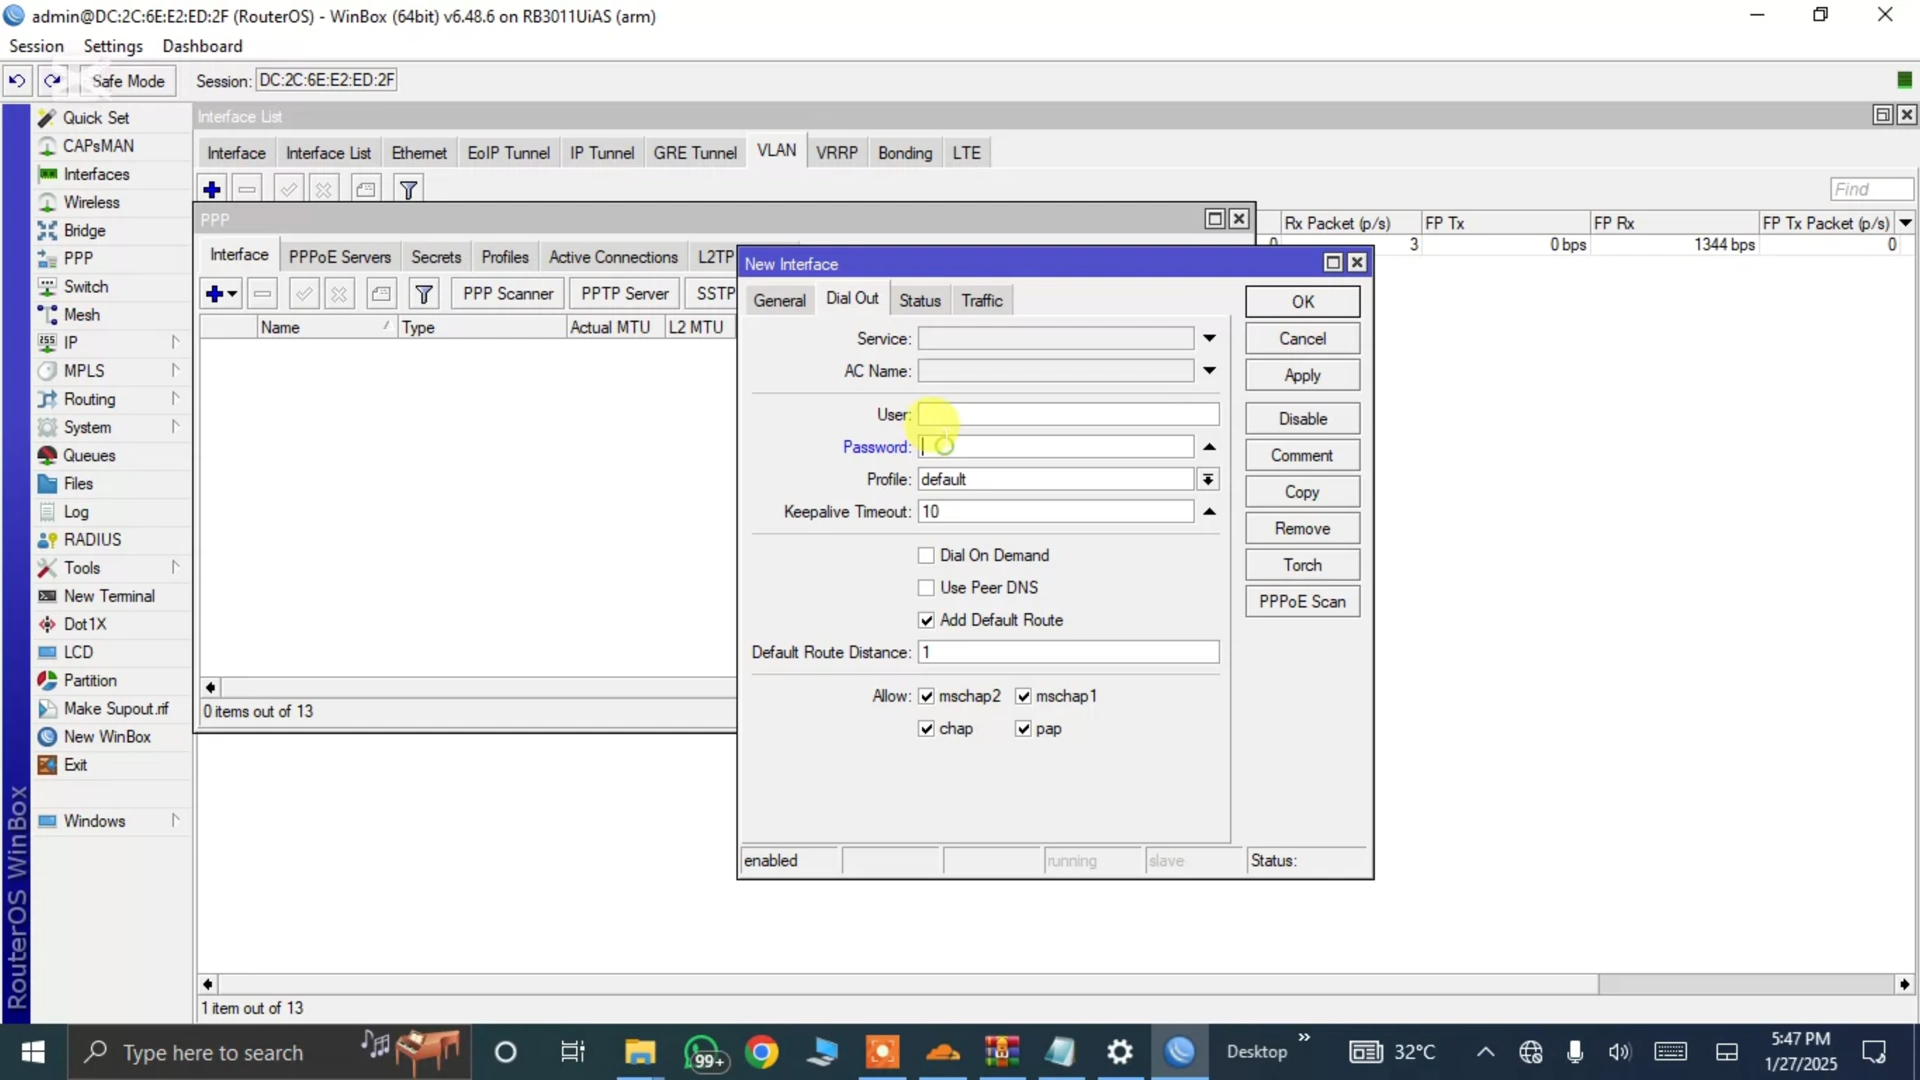 admin@DC:2C:6E:E2:ED:2F (RouterOS) - WinBox (64bit) v6.48.6 on RB3011UiAS (arm)
Session Settings Dashboard
Safe Mode Session: DC:2C:6E:E2:ED:2F
Quick Set
CAPsMAN
Interfaces
Wireless
Bridge
PPP
Switch
Mesh
IP
MPLS
Routing
System
Queues
Files
Log
RADIUS
Tools
New Terminal
Dot1X
LCD
Partition
Make Supout.rif
New WinBox
Exit
Windows
RouterOS WinBox
Interface List
Interface Interface List Ethernet EoIP Tunnel IP Tunnel GRE Tunnel VLAN VRRP Bonding LTE
Find
Rx Packet (p/s) FP Tx FP Rx FP Tx Packet (p/s)
0 3 0 bps 1344 bps 0
PPP
Interface PPPoE Servers Secrets Profiles Active Connections L2TP
PPP Scanner PPTP Server SSTP
Name Type Actual MTU L2 MTU
0 items out of 13
New Interface
General Dial Out Status Traffic
Service:
AC Name:
User:
Password:
Profile: default
Keepalive Timeout: 10
Dial On Demand
Use Peer DNS
Add Default Route
Default Route Distance: 1
Allow: mschap2 mschap1
chap pap
OK
Cancel
Apply
Disable
Comment
Copy
Remove
Torch
PPPoE Scan
enabled running slave Status:
1 item out of 13
Type here to search 99+ Desktop 32°C 5:47 PM
1/27/2025